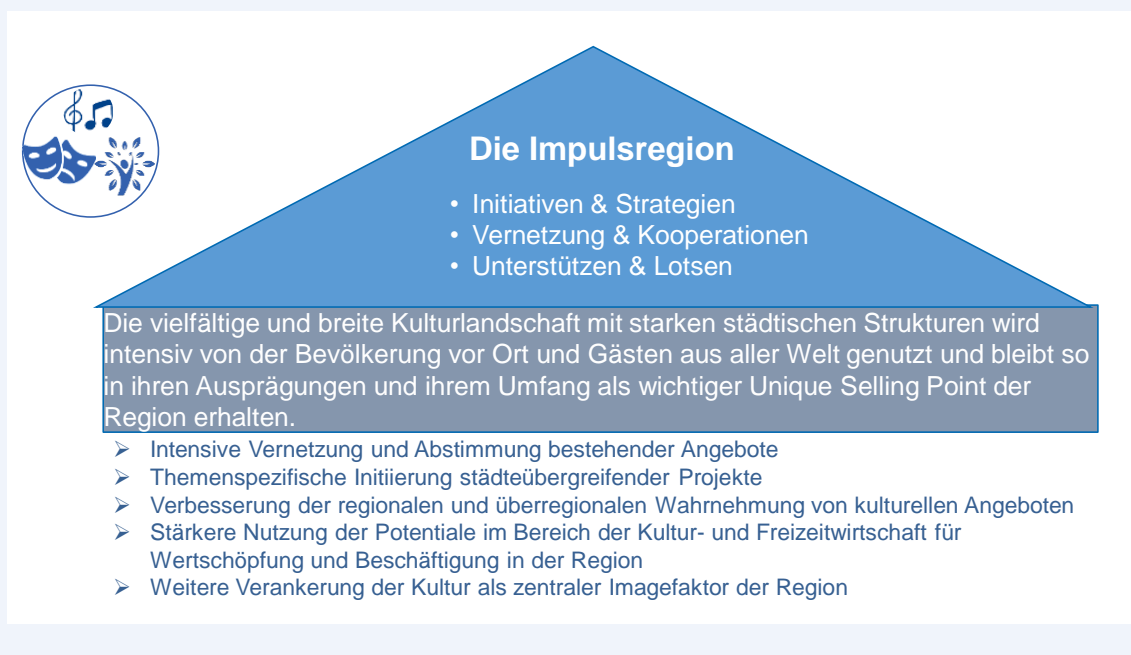 Die Impulsregion
• Initiativen & Strategien
• Vernetzung & Kooperationen
• Unterstützen & Lotsen
Die vielfältige und breite Kulturlandschaft mit starken städtischen Strukturen wird
intensiv von der Bevölkerung vor Ort und Gästen aus aller Welt genutzt und bleibt so
in ihren Ausprägungen und ihrem Umfang als wichtiger Unique Selling Point der
Region erhalten.
➢ Intensive Vernetzung und Abstimmung bestehender Angebote
➢ Themenspezifische Initiierung städteübergreifender Projekte
➢ Verbesserung der regionalen und überregionalen Wahrnehmung von kulturellen Angeboten
➢ Stärkere Nutzung der Potentiale im Bereich der Kultur- und Freizeitwirtschaft für
Wertschöpfung und Beschäftigung in der Region
➢ Weitere Verankerung der Kultur als zentraler Imagefaktor der Region